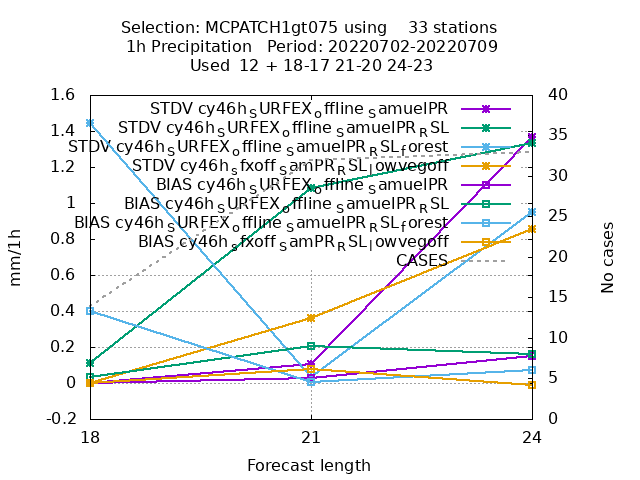 Selection: MCPATCH1gt075 using 33 stations
1h Precipitation Period: 20220702-20220709
Used 12 + 18-17 21-20 24-23
STDV cy46h_SURFEX_offline_samuelPR
STDV cy46h_SURFEX_offline_samuelPR_RSL
STDV cy46h_SURFEX_offline_samuelPR_RSL_forest
STDV cy46h_sfxoff_samPR_RSL_lowvegoff
BIAS cy46h_SURFEX_offline_samuelPR
BIAS cy46h_SURFEX_offline_samuelPR_RSL
BIAS cy46h_SURFEX_offline_samuelPR_RSL_forest
BIAS cy46h_sfxoff_samPR_RSL_lowvegoff
CASES
1.6
1.4
1.2
1
0.8
0.6
0.4
0.2
0
-0.2
mm/1h
40
35
30
25
20
15
10
5
0
No cases
18 21 24
Forecast length